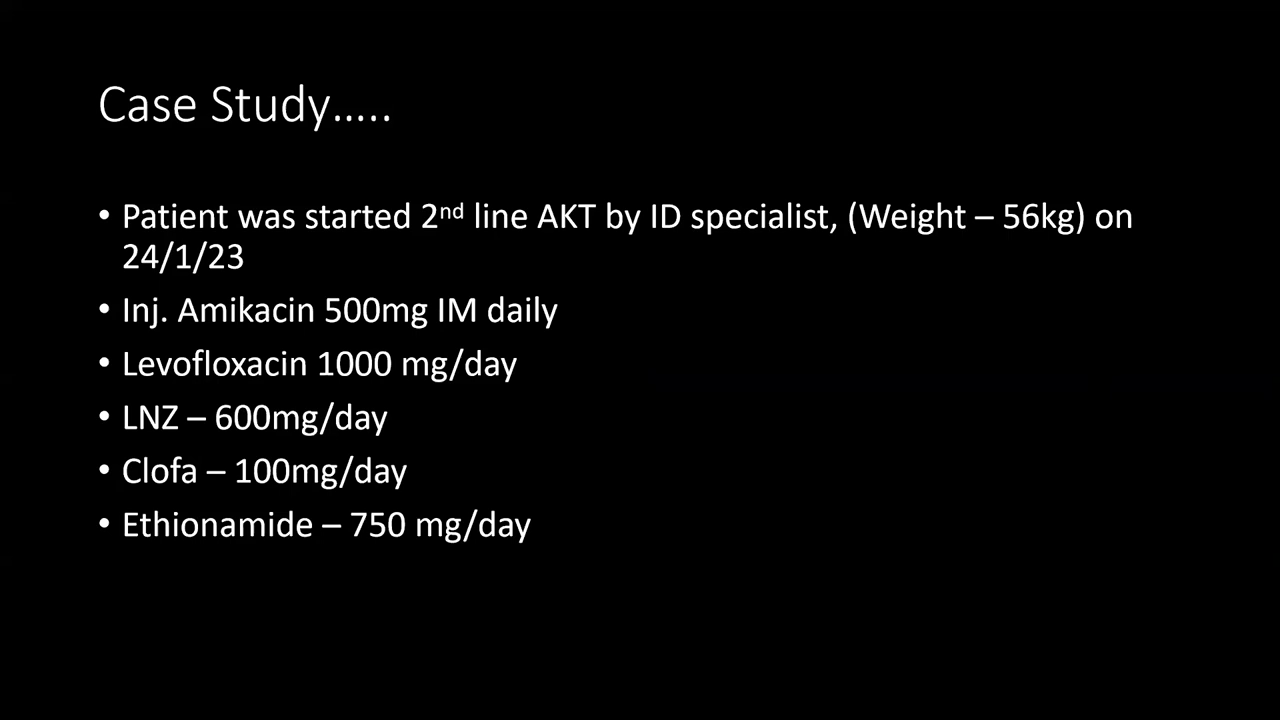 Case Study.....
• Patient was started 2nd line AKT by ID specialist, (Weight – 56kg) on
24/1/23
• Inj. Amikacin 500mg IM daily
• Levofloxacin 1000 mg/day
• LNZ – 600mg/day
• Clofa – 100mg/day
• Ethionamide – 750 mg/day